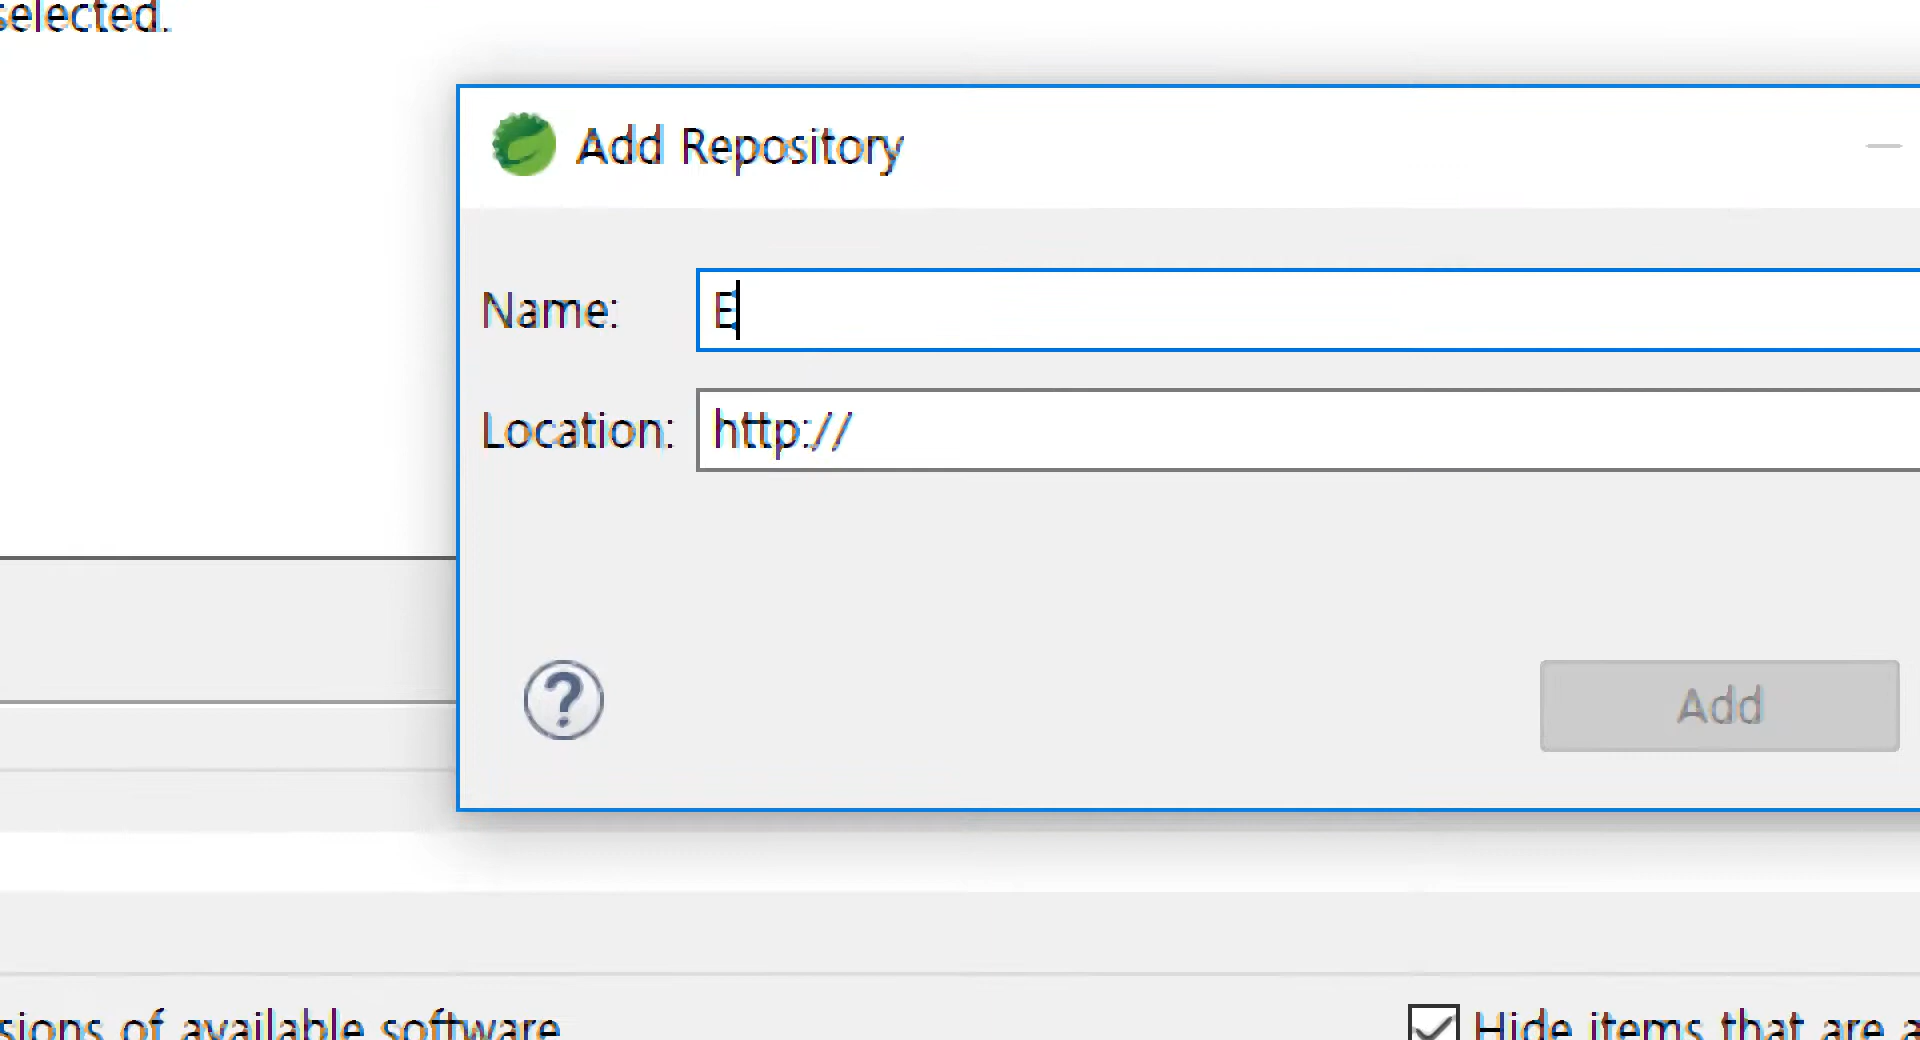 selected.
Add Repository
Name: E
Location: http://
?
Add
sions of available software
Hide items that are a